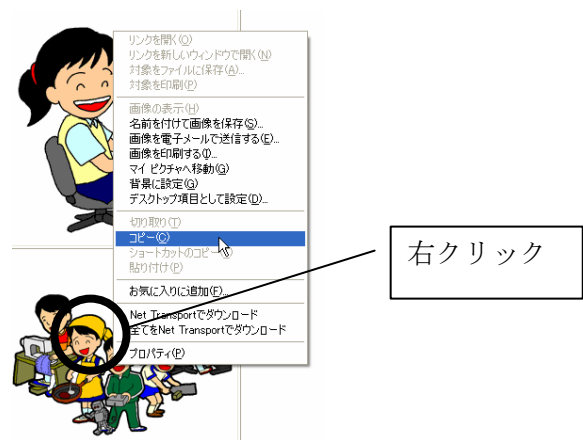 リンクを開く(O)
リンクを新しいウィンドウで開く(N)
対象をファイルに保存(A)...
対象を印刷(P)
画像の表示(H)
名前を付けて画像を保存(S)...
画像を電子メールで送信する(E)...
画像を印刷する(I)...
マイ ピクチャへ移動(G)
背景に設定(G)
デスクトップ項目として設定(D)...
切り取り(T)
コピー(C)
ショートカットのコピー
貼り付け(P)
お気に入りに追加(F)...
Net Transportでダウンロード
全てをNet Transportでダウンロード
プロパティ(R)
右クリック